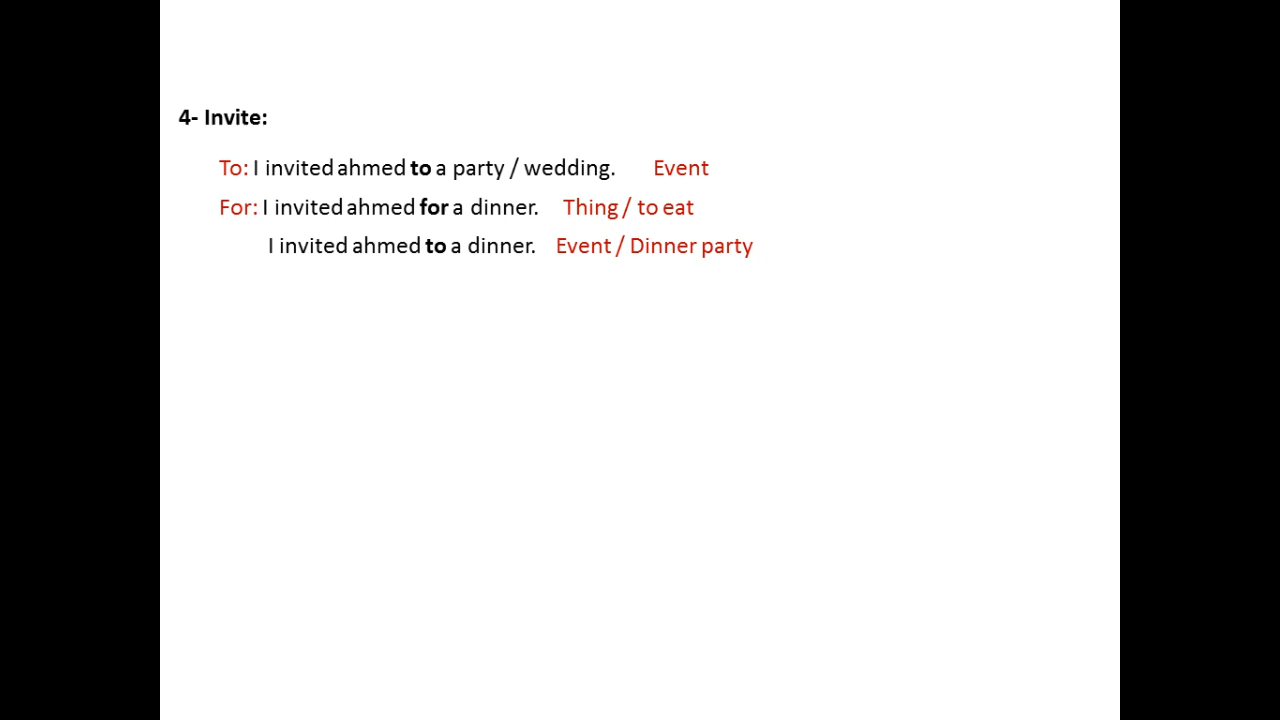 4- Invite:
To: I invited ahmed to a party / wedding. Event
For: I invited ahmed for a dinner. Thing / to eat
I invited ahmed to a dinner. Event / Dinner party